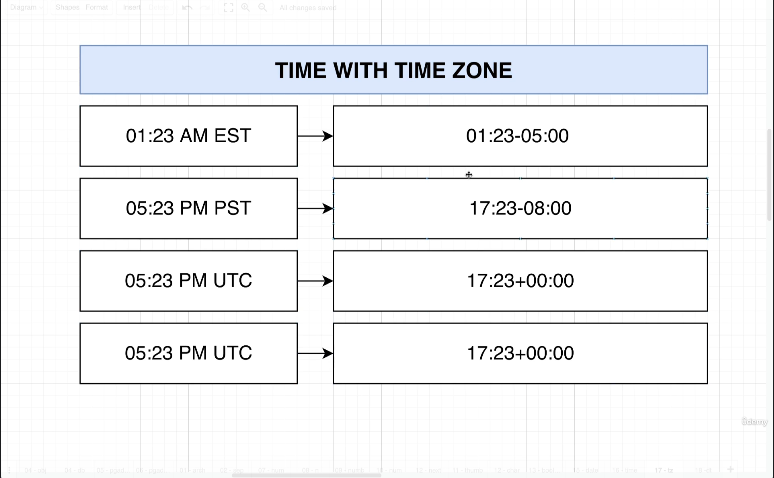 Diagram Shapes Format Insert
All changes saved
TIME WITH TIME ZONE
01:23 AM EST
01:23-05:00
05:23 PM PST
17:23-08:00
05:23 PM UTC
17:23+00:00
05:23 PM UTC
17:23+00:00
ûdemy